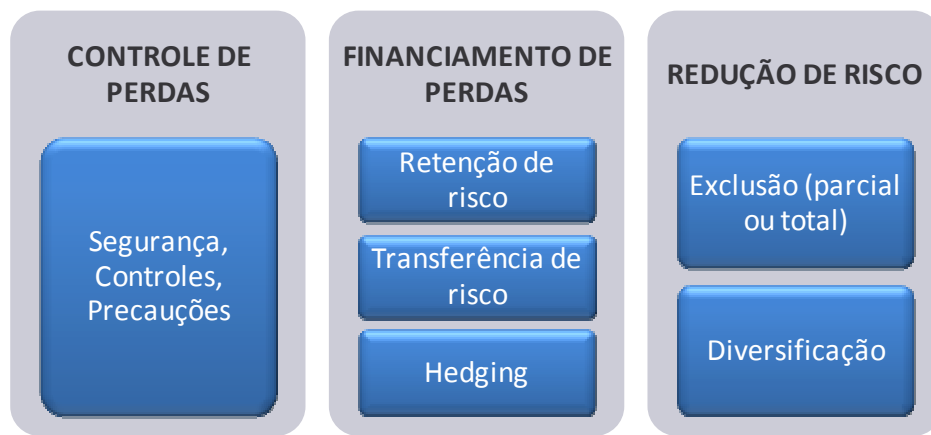 CONTROLE DE
PERDAS
Segurança,
Controles,
Precauções
FINANCIAMENTO DE
PERDAS
Retenção de
risco
Transferência de
risco
Hedging
REDUÇÃO DE RISCO
Exclusão (parcial
ou total)
Diversificação